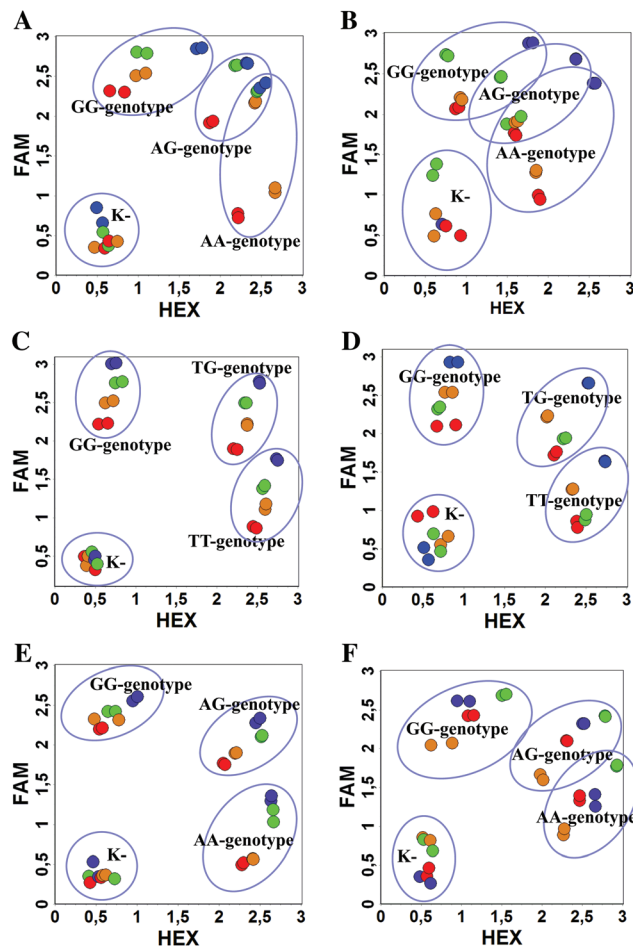 A
FAM
3
2,5
2
1,5
1
0,5
0
GG-genotype
AG-genotype
AA-genotype
K-
0 0,5 1 1,5 2 2,5 3
HEX
B
FAM
3
2,5
2
1,5
1
0,5
0
GG-genotype
AG-genotype
AA-genotype
K-
0 0,5 1 1,5 2 2,5 3
HEX
C
FAM
3
2,5
2
1,5
1
0,5
0
TG-genotype
GG-genotype
TT-genotype
K-
0 0,5 1 1,5 2 2,5 3
HEX
D
FAM
3
2,5
2
1,5
1
0,5
0
GG-genotype
TG-genotype
TT-genotype
K-
0 0,5 1 1,5 2 2,5 3
HEX
E
FAM
3
2,5
2
1,5
1
0,5
0
GG-genotype
AG-genotype
AA-genotype
K-
0 0,5 1 1,5 2 2,5 3
HEX
F
FAM
3
2,5
2
1,5
1
0,5
0
GG-genotype
AG-genotype
AA-genotype
K-
0 0,5 1 1,5 2 2,5 3
HEX